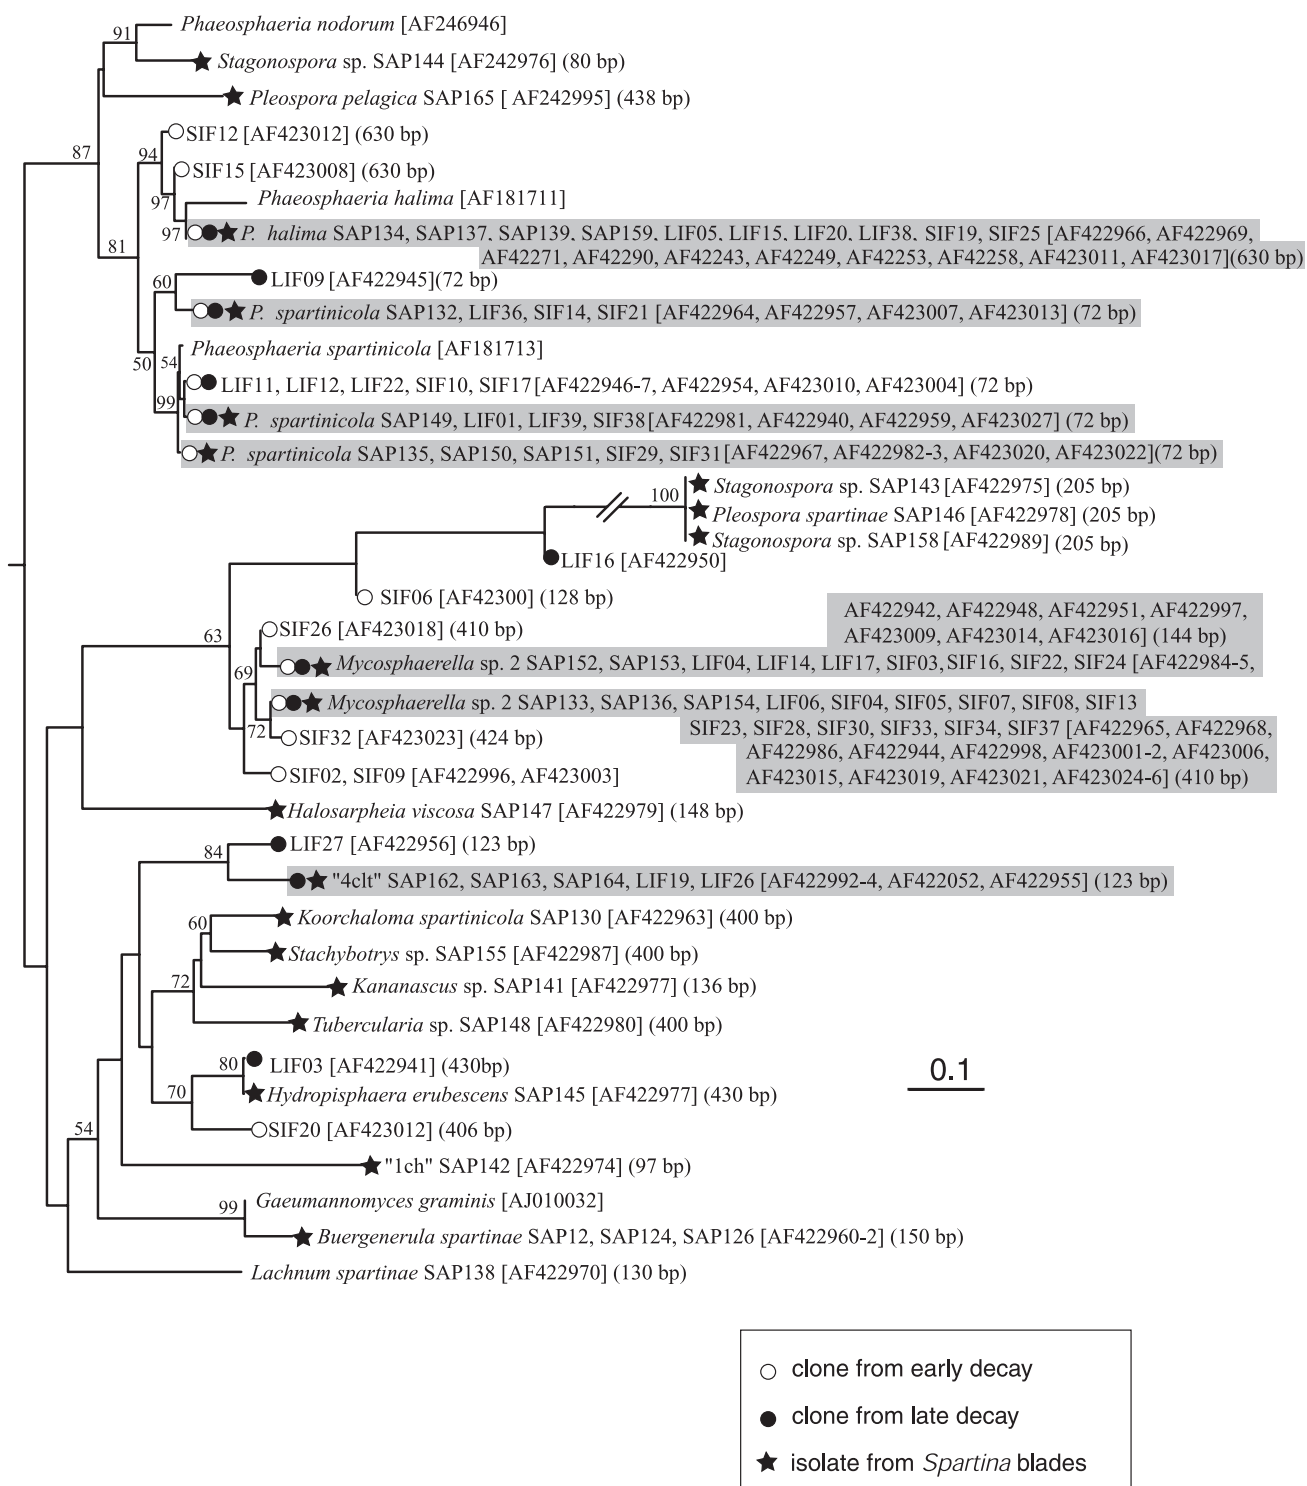 91
Phaeosphaeria nodorum [AF246946]
Stagonospora sp. SAP144 [AF242976] (80 bp)
Pleospora pelagica SAP165 [ AF242995] (438 bp)
87
94
SIF12 [AF423012] (630 bp)
SIF15 [AF423008] (630 bp)
97
Phaeosphaeria halima [AF181711]
97
P. halima SAP134, SAP137, SAP139, SAP159, LIF05, LIF15, LIF20, LIF38, SIF19, SIF25 [AF422966, AF422969,
AF42271, AF42290, AF42243, AF42249, AF42253, AF42258, AF423011, AF423017](630 bp)
81
60
LIF09 [AF422945](72 bp)
P. spartinicola SAP132, LIF36, SIF14, SIF21 [AF422964, AF422957, AF423007, AF423013] (72 bp)
50
54
Phaeosphaeria spartinicola [AF181713]
LIF11, LIF12, LIF22, SIF10, SIF17[AF422946-7, AF422954, AF423010, AF423004] (72 bp)
99
P. spartinicola SAP149, LIF01, LIF39, SIF38[AF422981, AF422940, AF422959, AF423027] (72 bp)
P. spartinicola SAP135, SAP150, SAP151, SIF29, SIF31[AF422967, AF422982-3, AF423020, AF423022](72 bp)
100
Stagonospora sp. SAP143 [AF422975] (205 bp)
Pleospora spartinae SAP146 [AF422978] (205 bp)
Stagonospora sp. SAP158 [AF422989] (205 bp)
LIF16 [AF422950]
SIF06 [AF42300] (128 bp)
63
SIF26 [AF423018] (410 bp)
AF422942, AF422948, AF422951, AF422997,
AF423009, AF423014, AF423016] (144 bp)
69
Mycosphaerella sp. 2 SAP152, SAP153, LIF04, LIF14, LIF17, SIF03, SIF16, SIF22, SIF24 [AF422984-5,
Mycosphaerella sp. 2 SAP133, SAP136, SAP154, LIF06, SIF04, SIF05, SIF07, SIF08, SIF13
SIF23, SIF28, SIF30, SIF33, SIF34, SIF37 [AF422965, AF422968,
AF422986, AF422944, AF422998, AF423001-2, AF423006,
AF423015, AF423019, AF423021, AF423024-6] (410 bp)
72
SIF32 [AF423023] (424 bp)
SIF02, SIF09 [AF422996, AF423003]
Halosarpheia viscosa SAP147 [AF422979] (148 bp)
84
LIF27 [AF422956] (123 bp)
"4clt" SAP162, SAP163, SAP164, LIF19, LIF26 [AF422992-4, AF422052, AF422955] (123 bp)
60
Koorchaloma spartinicola SAP130 [AF422963] (400 bp)
Stachybotrys sp. SAP155 [AF422987] (400 bp)
72
Kananascus sp. SAP141 [AF422977] (136 bp)
Tubercularia sp. SAP148 [AF422980] (400 bp)
80
LIF03 [AF422941] (430bp)
0.1
70
Hydropisphaera erubescens SAP145 [AF422977] (430 bp)
SIF20 [AF423012] (406 bp)
54
"1ch" SAP142 [AF422974] (97 bp)
99
Gaeumannomyces graminis [AJ010032]
Buergenerula spartinae SAP12, SAP124, SAP126 [AF422960-2] (150 bp)
Lachnum spartinae SAP138 [AF422970] (130 bp)
clone from early decay
clone from late decay
isolate from Spartina blades